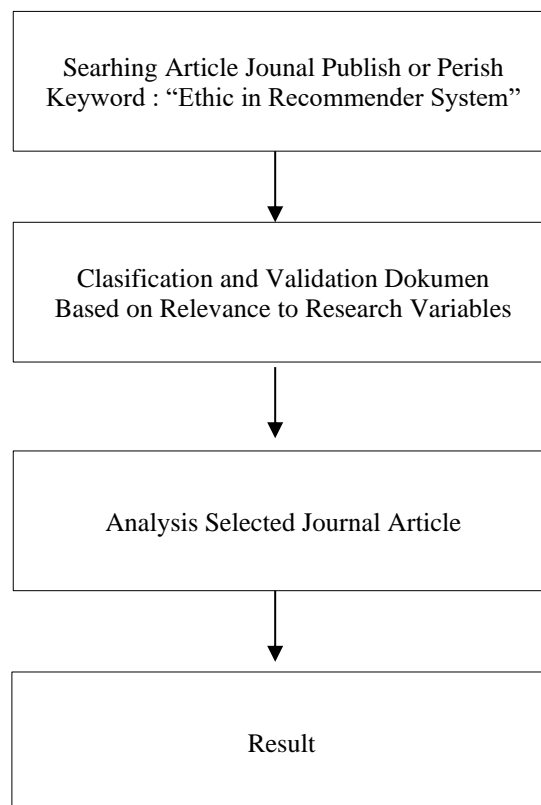 Searhing Article Jounal Publish or Perish
Keyword : “Ethic in Recommender System”
Clasification and Validation Dokumen
Based on Relevance to Research Variables
Analysis Selected Journal Article
Result